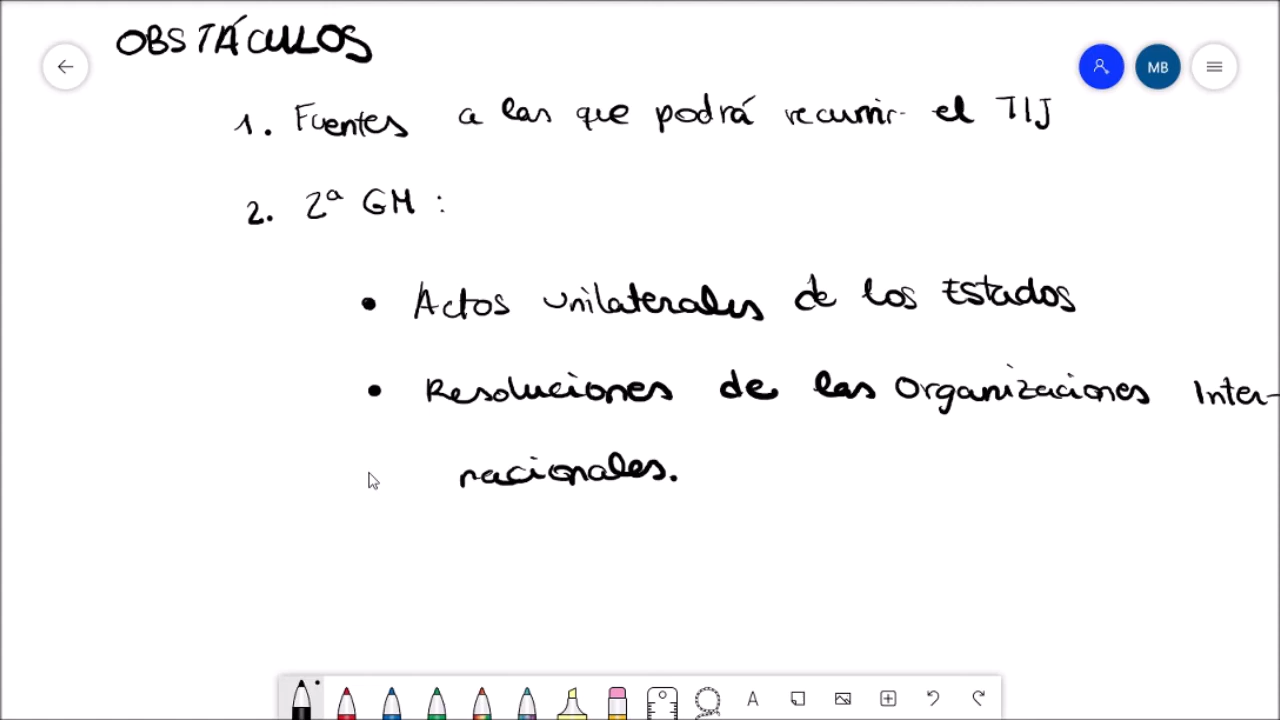 OBSTÁCULOS
MB
1. Fuentes a las que podrá recurrir el TIJ
2. 2ª GM :
• Actos unilaterales de los Estados
• Resoluciones de las Organizaciones Inter-
nacionales.
A